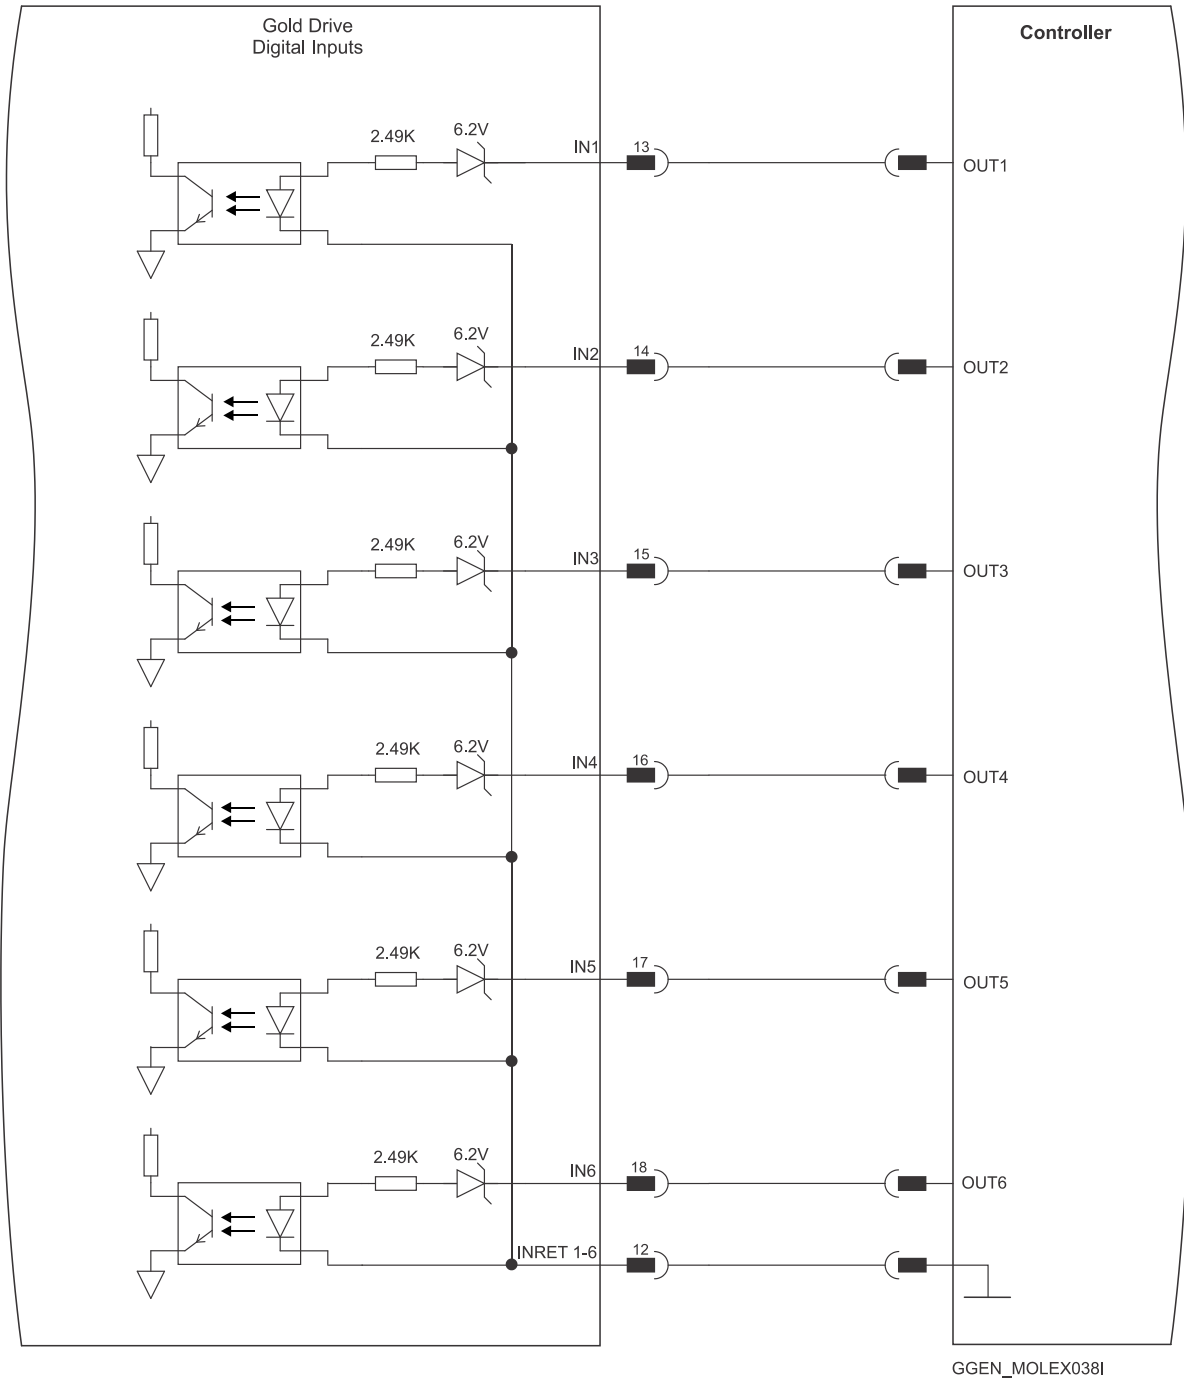 Gold Drive
Digital Inputs
Controller
2.49K
6.2V
IN1
13
OUT1
2.49K
6.2V
IN2
14
OUT2
2.49K
6.2V
IN3
15
OUT3
2.49K
6.2V
IN4
16
OUT4
2.49K
6.2V
IN5
17
OUT5
2.49K
6.2V
IN6
18
OUT6
INRET 1-6
12
GGEN_MOLEX038I